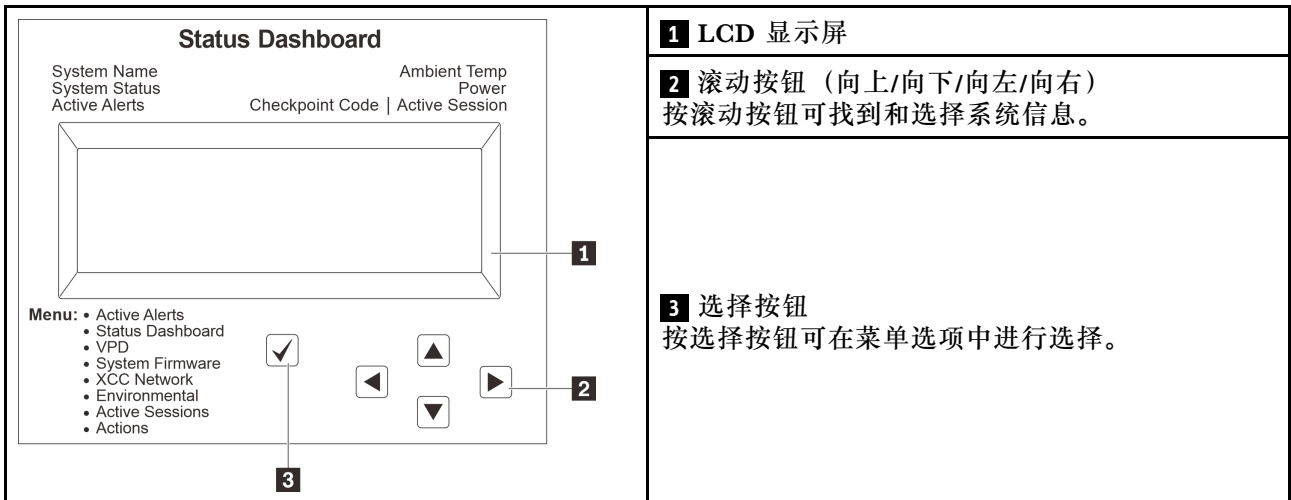 Status Dashboard
System Name
System Status
Active Alerts
Ambient Temp
Power
Checkpoint Code | Active Session
1
Menu: • Active Alerts
• Status Dashboard
• VPD
• System Firmware
• XCC Network
• Environmental
• Active Sessions
• Actions
2
3
1 LCD 显示屏
2 滚动按钮（向上/向下/向左/向右）
按滚动按钮可找到和选择系统信息。
3 选择按钮
按选择按钮可在菜单选项中进行选择。